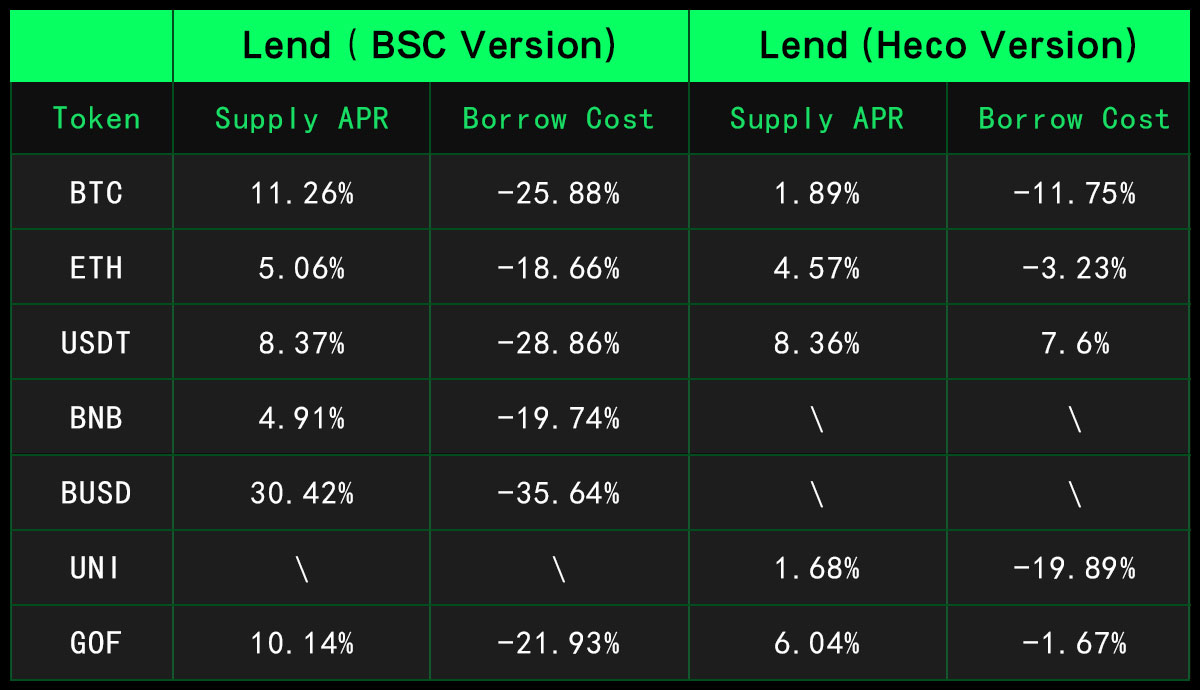 Lend ( BSC Version) Lend (Heco Version)
Token Supply APR Borrow Cost Supply APR Borrow Cost
BTC 11.26% -25.88% 1.89% -11.75%
ETH 5.06% -18.66% 4.57% -3.23%
USDT 8.37% -28.86% 8.36% 7.6%
BNB 4.91% -19.74% \ \
BUSD 30.42% -35.64% \ \
UNI \ \ 1.68% -19.89%
GOF 10.14% -21.93% 6.04% -1.67%